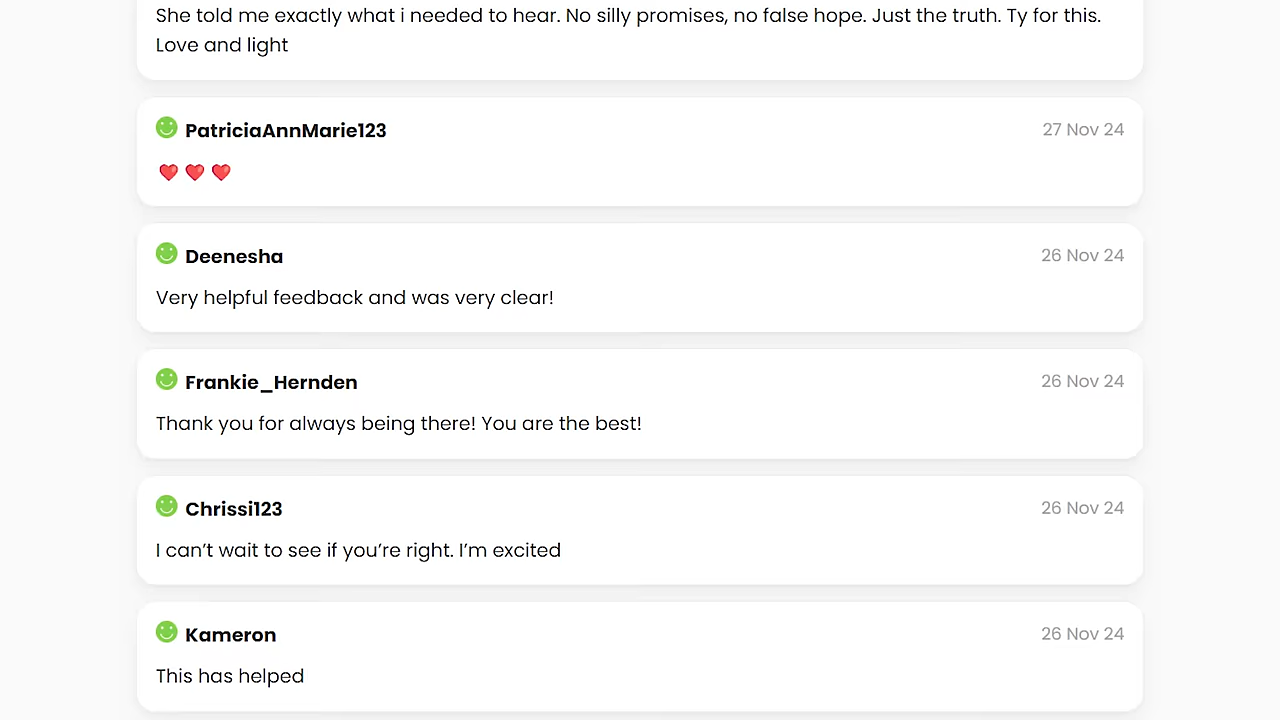 She told me exactly what i needed to hear. No silly promises, no false hope. Just the truth. Ty for this.
Love and light
PatriciaAnnMarie123
27 Nov 24
❤️ ❤️ ❤️
Deenesha
26 Nov 24
Very helpful feedback and was very clear!
Frankie_Hernden
26 Nov 24
Thank you for always being there! You are the best!
Chrissi123
26 Nov 24
I can’t wait to see if you’re right. I’m excited
Kameron
26 Nov 24
This has helped